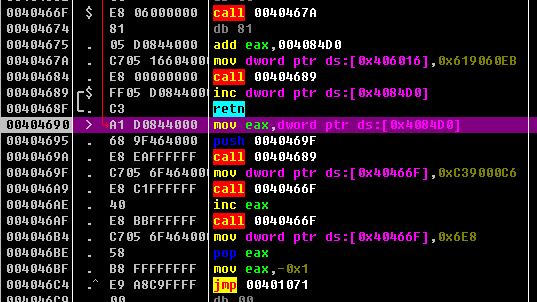 0040466F $ E8 06000000 call 0040467A
00404674 81 db 81
00404675 . 05 D0844000 add eax,004084D0
0040467A . C705 16604000 mov dword ptr ds:[0x406016],0x619060EB
00404684 . E8 00000000 call 00404689
00404689 $ FF05 D0844000 inc dword ptr ds:[0x4084D0]
0040468F . C3 retn
00404690 > A1 D0844000 mov eax,dword ptr ds:[0x4084D0]
00404695 . 68 9F464000 push 0040469F
0040469A . E8 EAFFFFFF call 00404689
0040469F . C705 6F464000 mov dword ptr ds:[0x40466F],0xC39000C6
004046A9 . E8 C1FFFFFF call 0040466F
004046AE . 40 inc eax
004046AF . E8 BBFFFFFF call 0040466F
004046B4 . C705 6F464000 mov dword ptr ds:[0x40466F],0x6E8
004046BE . 58 pop eax
004046BF . B8 FFFFFFFF mov eax,-0x1
004046C4 .^ E9 A8C9FFFF jmp 00401071
004046C9 00 db 00